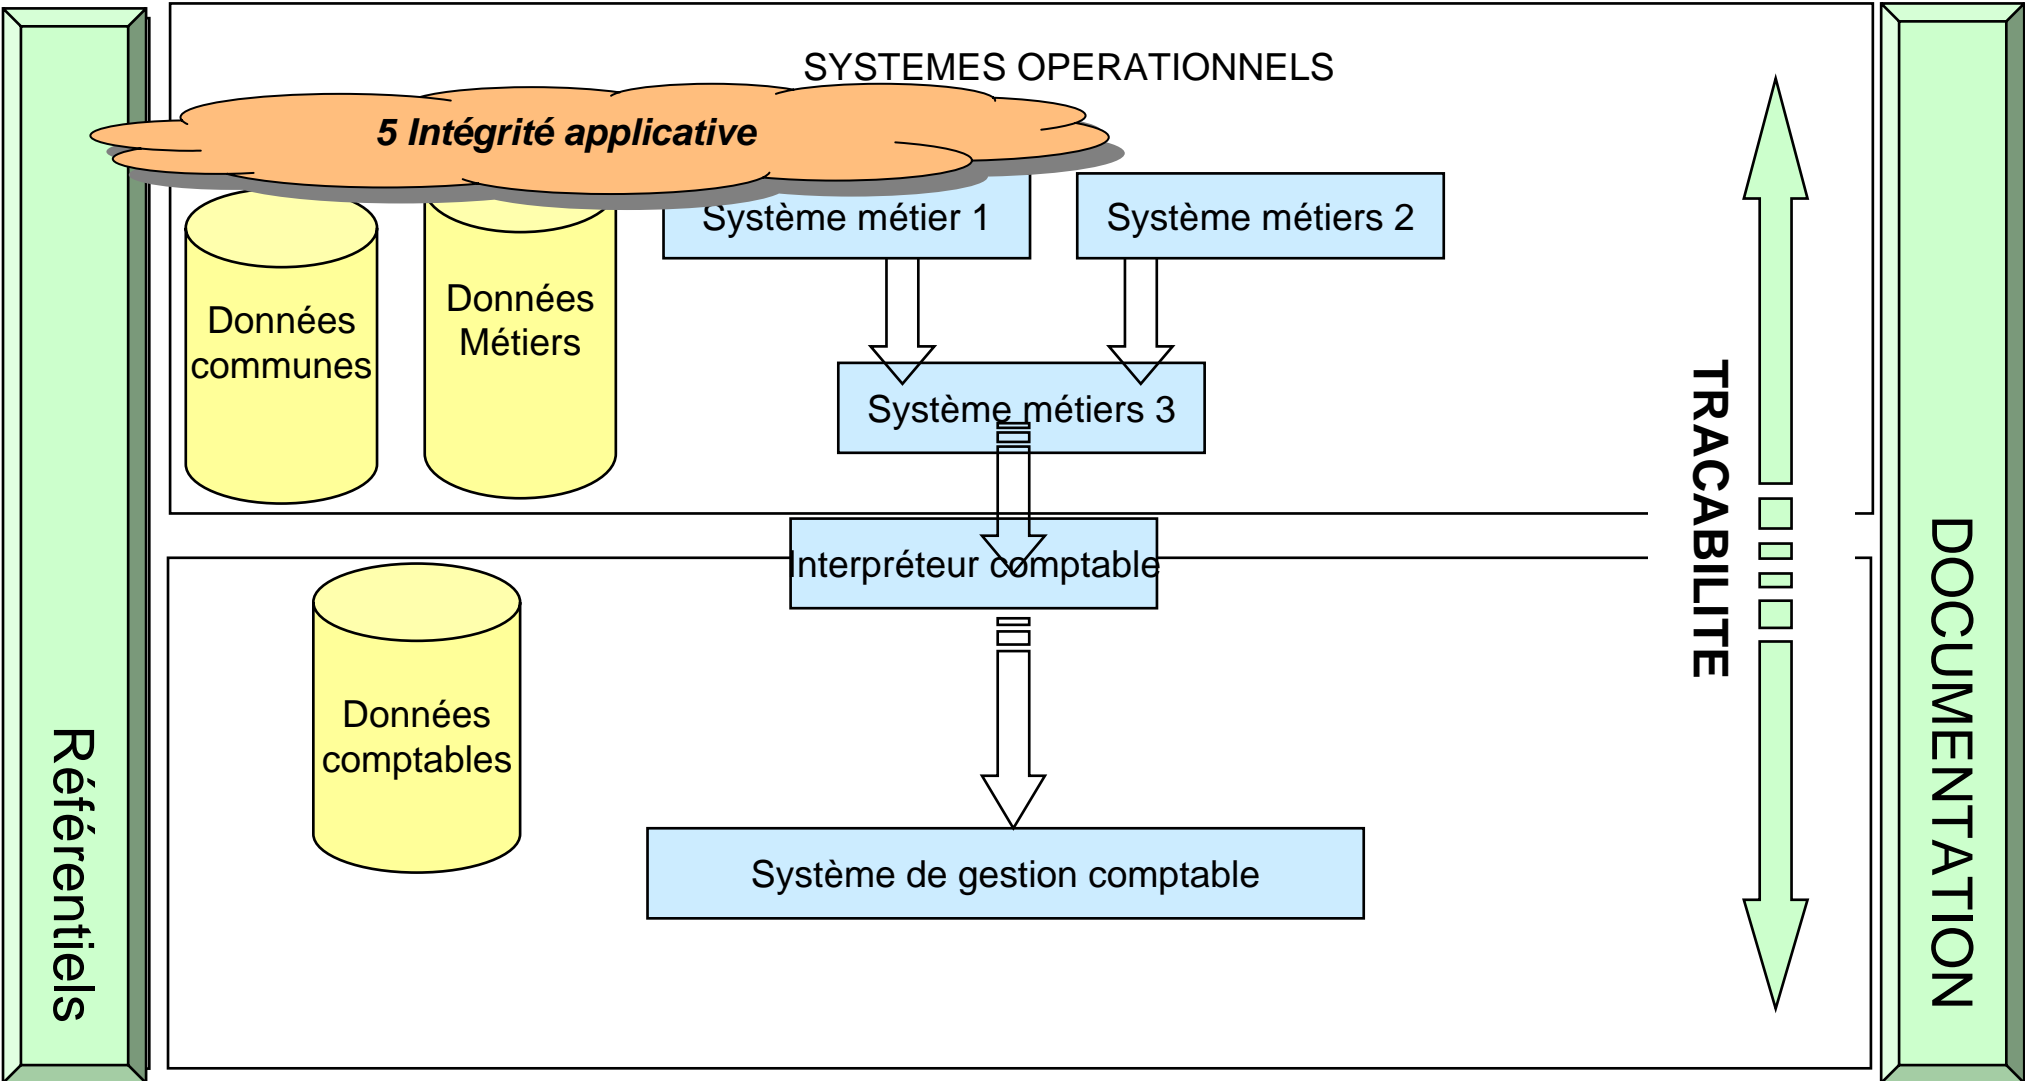 SYSTEMES OPERATIONNELS
5 Intégrité applicative
Système métier 1
Système métiers 2
Données
communes
Données
Métiers
Système métiers 3
Interpréteur comptable
Données
comptables
Système de gestion comptable
TRACABILITE
Référentiels
DOCUMENTATION